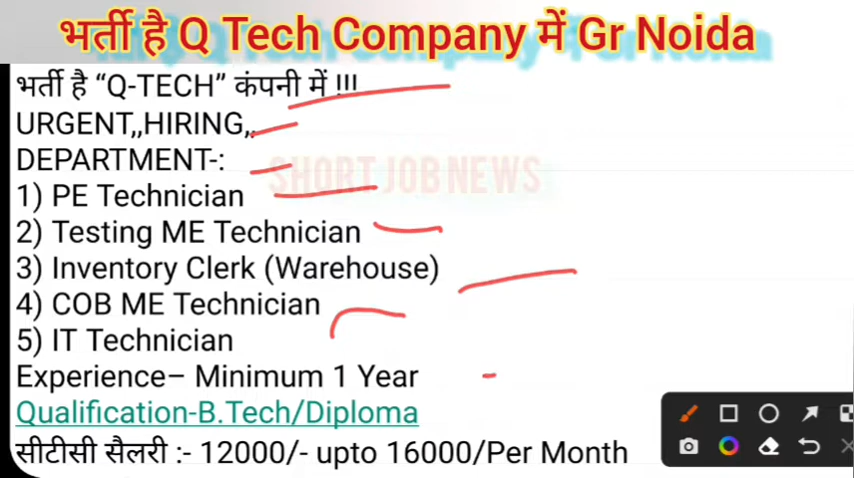 भर्ती है Q Tech Company में Gr Noida
भर्ती है “Q-TECH” कंपनी में !!!
URGENT,,HIRING,,
DEPARTMENT-:
SHORT JOB NEWS
1) PE Technician
2) Testing ME Technician
3) Inventory Clerk (Warehouse)
4) COB ME Technician
5) IT Technician
Experience– Minimum 1 Year
Qualification-B.Tech/Diploma
सीटीसी सैलरी :- 12000/- upto 16000/Per Month